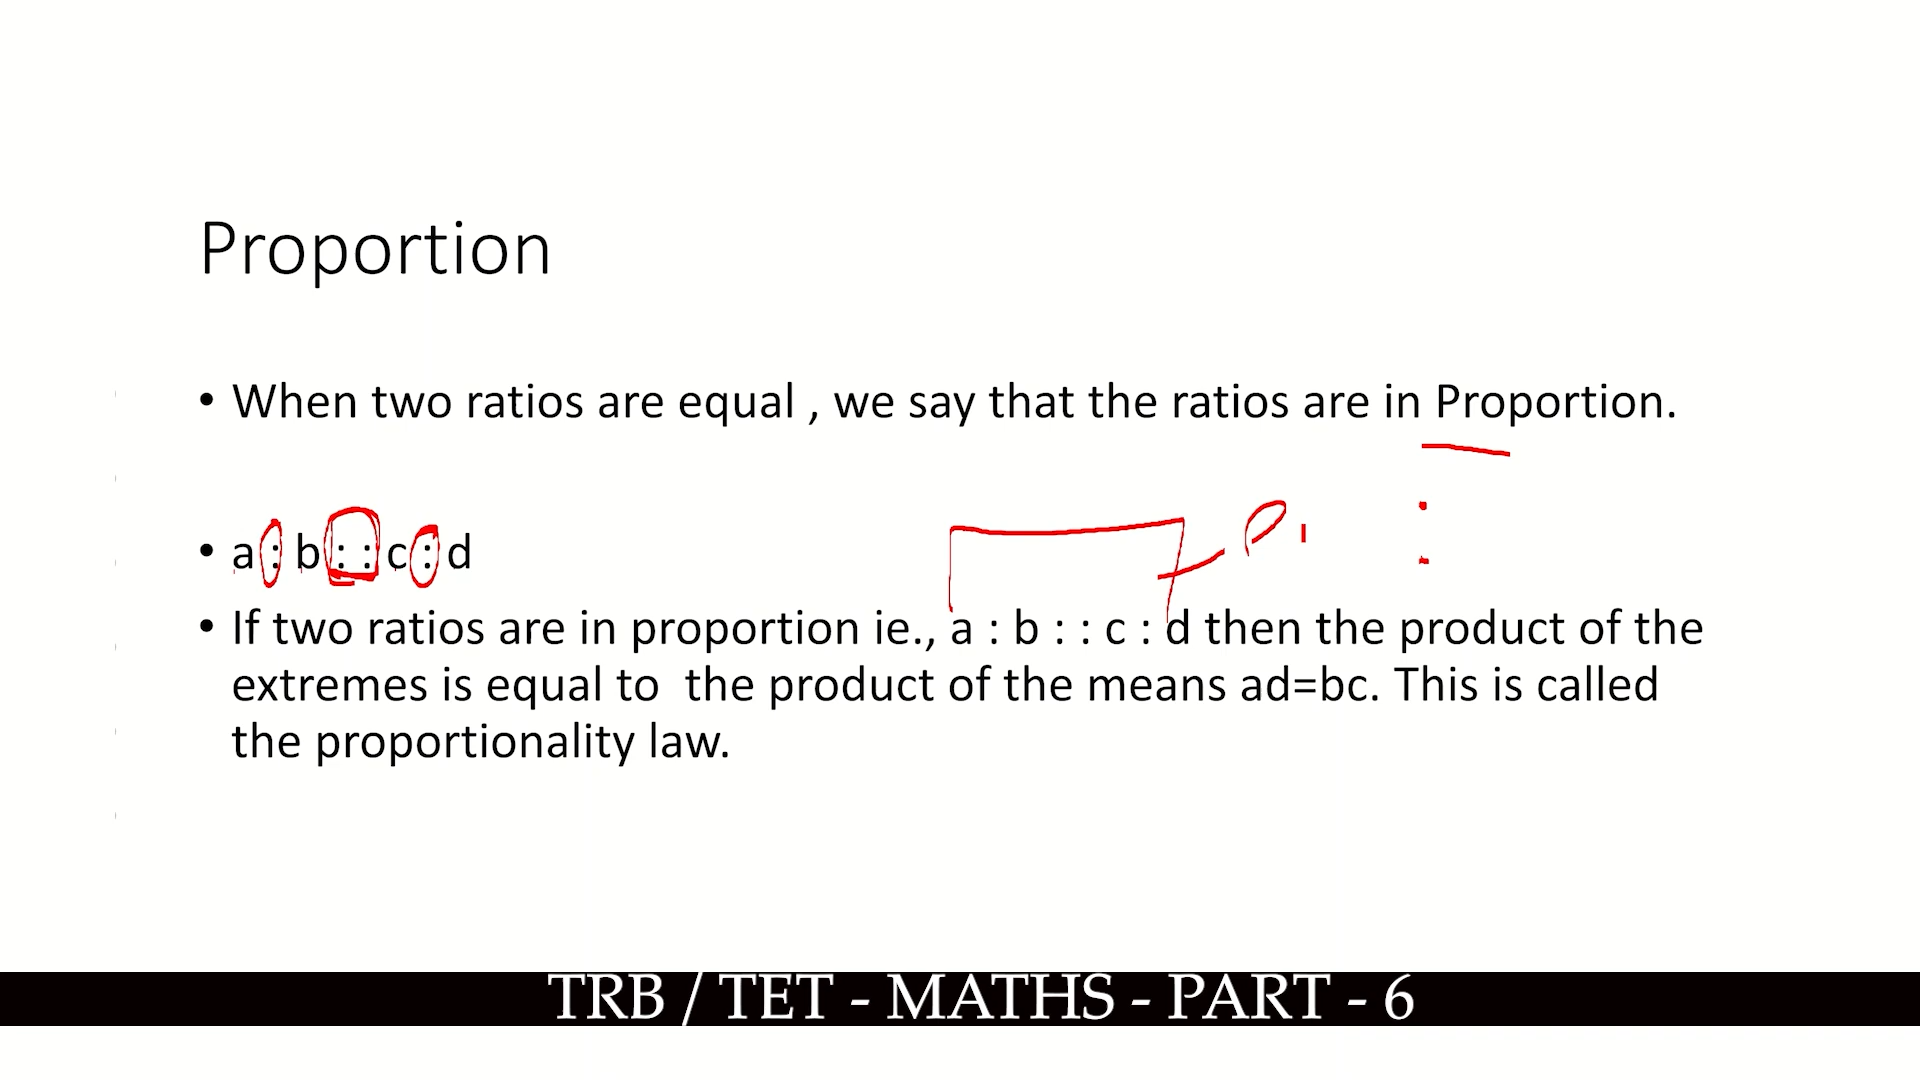 Proportion
• When two ratios are equal , we say that the ratios are in Proportion.
• a : b : : c : d
• If two ratios are in proportion ie., a : b : : c : d then the product of the
extremes is equal to  the product of the means ad=bc. This is called
the proportionality law.
TRB / TET - MATHS - PART - 6